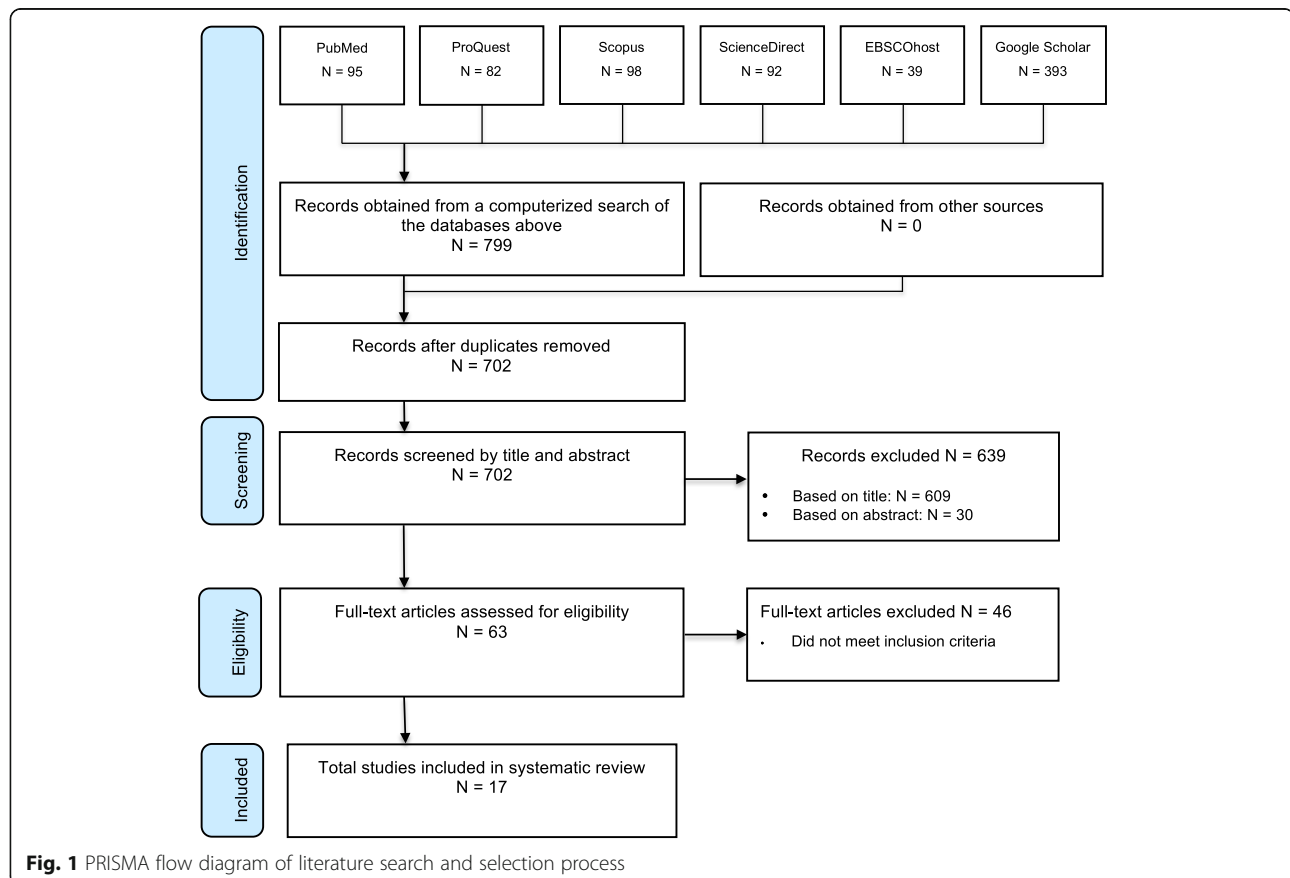 PubMed
N = 95
ProQuest
N = 82
Scopus
N = 98
ScienceDirect
N = 92
EBSCOhost
N = 39
Google Scholar
N = 393
Identification
Records obtained from a computerized search of
the databases above
N = 799
Records obtained from other sources
N = 0
Records after duplicates removed
N = 702
Screening
Records screened by title and abstract
N = 702
Records excluded N = 639
• Based on title: N = 609
• Based on abstract: N = 30
Eligibility
Full-text articles assessed for eligibility
N = 63
Full-text articles excluded N = 46
• Did not meet inclusion criteria
Included
Total studies included in systematic review
N = 17
Fig. 1 PRISMA flow diagram of literature search and selection process